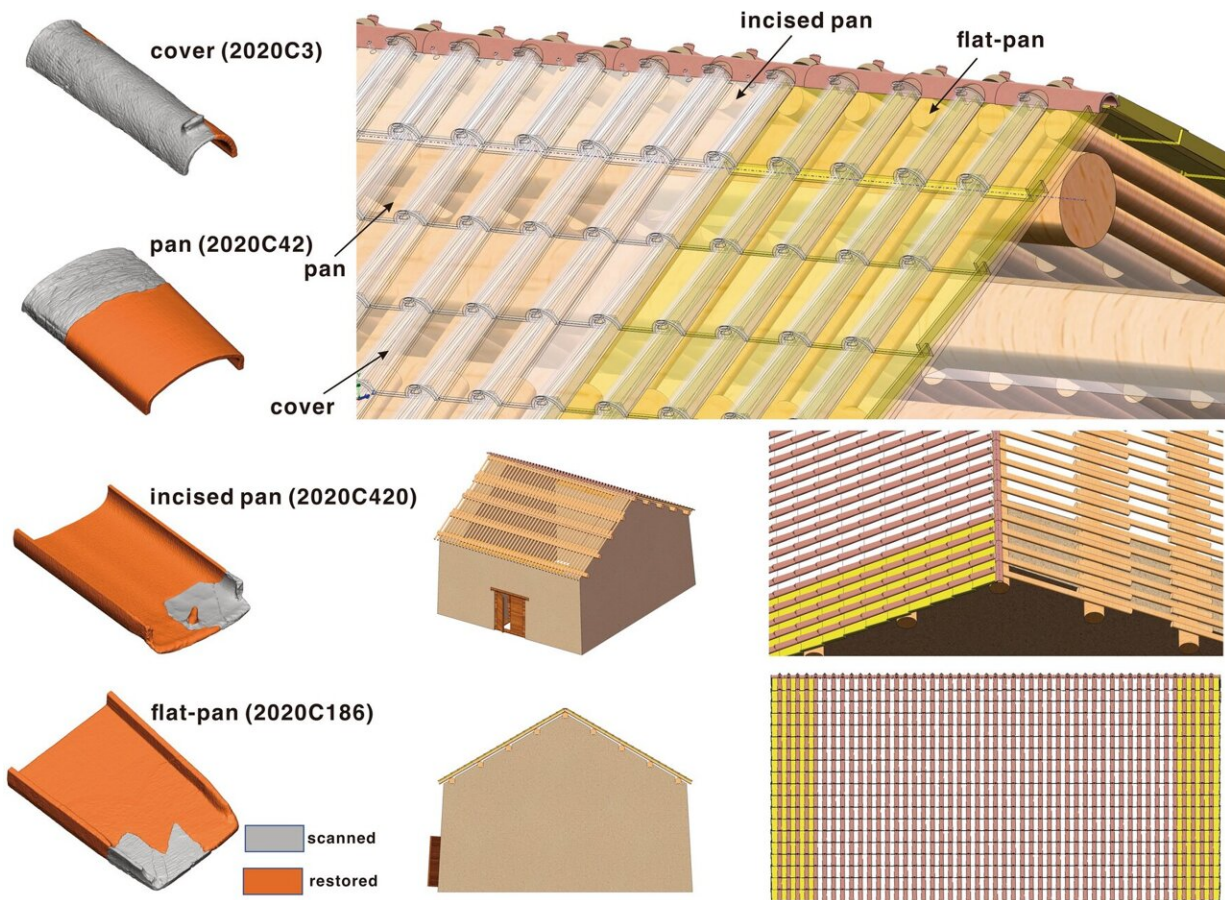 cover (2020C3)
incised pan
flat-pan
pan (2020C42)
pan
cover
incised pan (2020C420)
flat-pan (2020C186)
scanned
restored